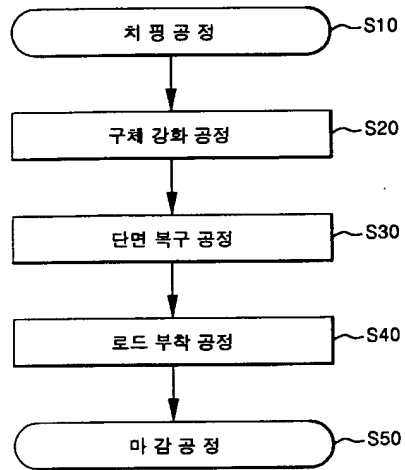 치 핑 공 정 S10
구체 강화 공정 S20
단면 복구 공정 S30
로드 부착 공정 S40
마 감 공 정 S50